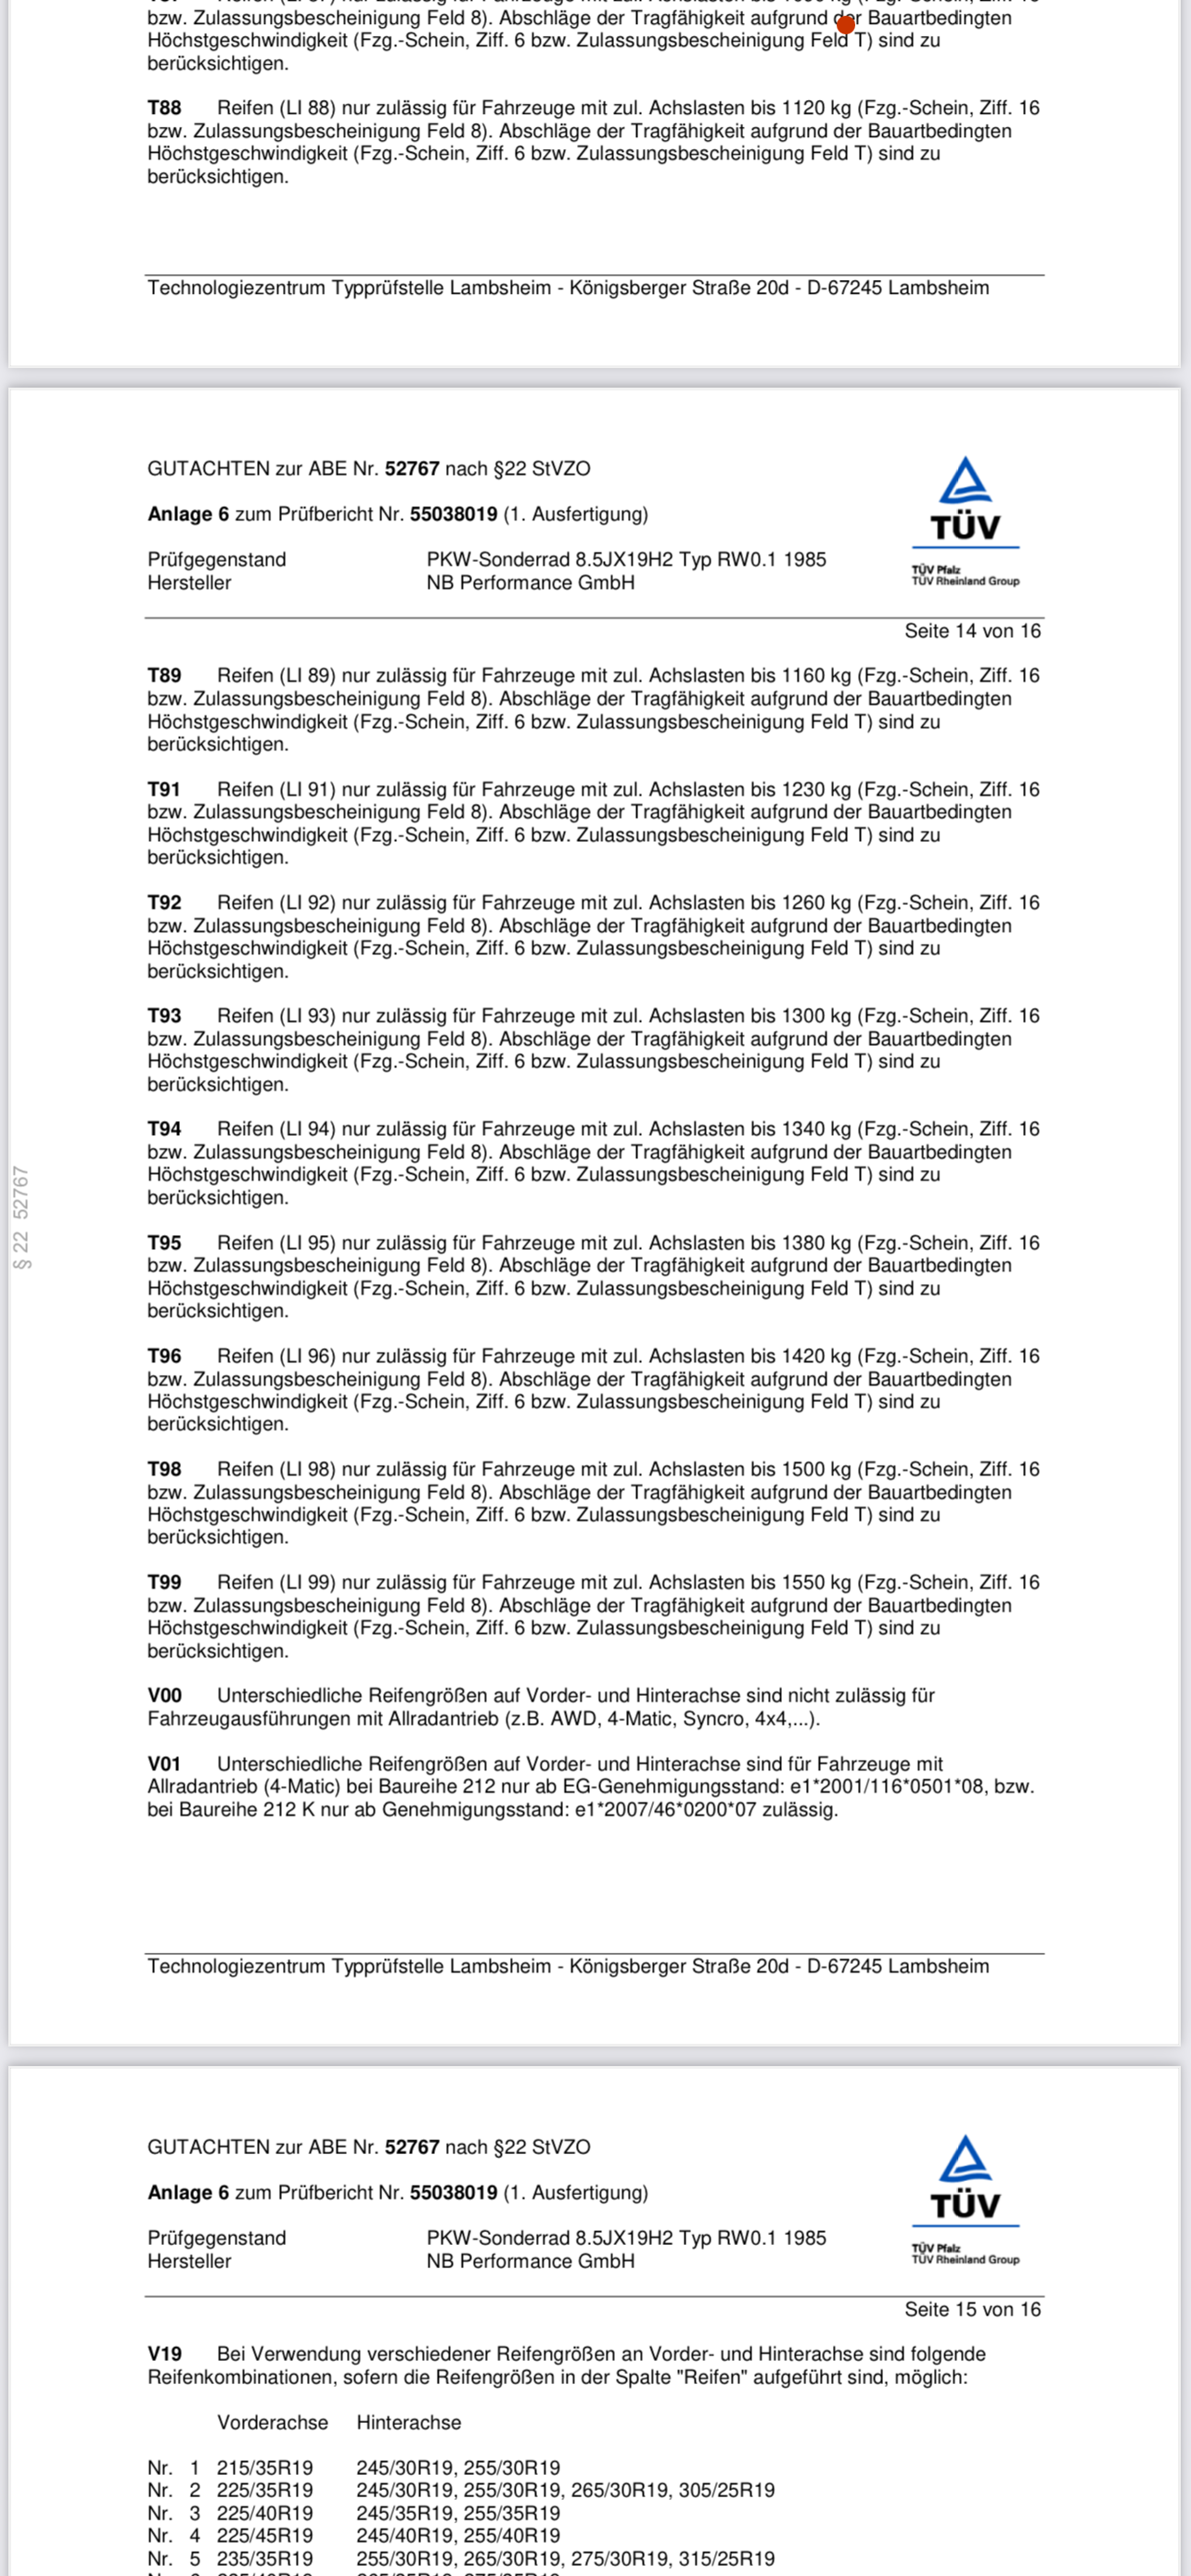 bzw. Zulassungsbescheinigung Feld 8). Abschläge der Tragfähigkeit aufgrund der Bauartbedingten
Höchstgeschwindigkeit (Fzg.-Schein, Ziff. 6 bzw. Zulassungsbescheinigung Feld T) sind zu
berücksichtigen.
T88 Reifen (LI 88) nur zulässig für Fahrzeuge mit zul. Achslasten bis 1120 kg (Fzg.-Schein, Ziff. 16
bzw. Zulassungsbescheinigung Feld 8). Abschläge der Tragfähigkeit aufgrund der Bauartbedingten
Höchstgeschwindigkeit (Fzg.-Schein, Ziff. 6 bzw. Zulassungsbescheinigung Feld T) sind zu
berücksichtigen.
Technologiezentrum Typprüfstelle Lambsheim - Königsberger Straße 20d - D-67245 Lambsheim
GUTACHTEN zur ABE Nr. 52767 nach §22 StVZO
Anlage 6 zum Prüfbericht Nr. 55038019 (1. Ausfertigung)
Prüfgegenstand PKW-Sonderrad 8.5JX19H2 Typ RW0.1 1985
Hersteller NB Performance GmbH
TÜV
TÜV Pfalz
TÜV Rheinland Group
Seite 14 von 16
T89 Reifen (LI 89) nur zulässig für Fahrzeuge mit zul. Achslasten bis 1160 kg (Fzg.-Schein, Ziff. 16
bzw. Zulassungsbescheinigung Feld 8). Abschläge der Tragfähigkeit aufgrund der Bauartbedingten
Höchstgeschwindigkeit (Fzg.-Schein, Ziff. 6 bzw. Zulassungsbescheinigung Feld T) sind zu
berücksichtigen.
T91 Reifen (LI 91) nur zulässig für Fahrzeuge mit zul. Achslasten bis 1230 kg (Fzg.-Schein, Ziff. 16
bzw. Zulassungsbescheinigung Feld 8). Abschläge der Tragfähigkeit aufgrund der Bauartbedingten
Höchstgeschwindigkeit (Fzg.-Schein, Ziff. 6 bzw. Zulassungsbescheinigung Feld T) sind zu
berücksichtigen.
T92 Reifen (LI 92) nur zulässig für Fahrzeuge mit zul. Achslasten bis 1260 kg (Fzg.-Schein, Ziff. 16
bzw. Zulassungsbescheinigung Feld 8). Abschläge der Tragfähigkeit aufgrund der Bauartbedingten
Höchstgeschwindigkeit (Fzg.-Schein, Ziff. 6 bzw. Zulassungsbescheinigung Feld T) sind zu
berücksichtigen.
T93 Reifen (LI 93) nur zulässig für Fahrzeuge mit zul. Achslasten bis 1300 kg (Fzg.-Schein, Ziff. 16
bzw. Zulassungsbescheinigung Feld 8). Abschläge der Tragfähigkeit aufgrund der Bauartbedingten
Höchstgeschwindigkeit (Fzg.-Schein, Ziff. 6 bzw. Zulassungsbescheinigung Feld T) sind zu
berücksichtigen.
T94 Reifen (LI 94) nur zulässig für Fahrzeuge mit zul. Achslasten bis 1340 kg (Fzg.-Schein, Ziff. 16
bzw. Zulassungsbescheinigung Feld 8). Abschläge der Tragfähigkeit aufgrund der Bauartbedingten
Höchstgeschwindigkeit (Fzg.-Schein, Ziff. 6 bzw. Zulassungsbescheinigung Feld T) sind zu
berücksichtigen.
§ 22 52767
T95 Reifen (LI 95) nur zulässig für Fahrzeuge mit zul. Achslasten bis 1380 kg (Fzg.-Schein, Ziff. 16
bzw. Zulassungsbescheinigung Feld 8). Abschläge der Tragfähigkeit aufgrund der Bauartbedingten
Höchstgeschwindigkeit (Fzg.-Schein, Ziff. 6 bzw. Zulassungsbescheinigung Feld T) sind zu
berücksichtigen.
T96 Reifen (LI 96) nur zulässig für Fahrzeuge mit zul. Achslasten bis 1420 kg (Fzg.-Schein, Ziff. 16
bzw. Zulassungsbescheinigung Feld 8). Abschläge der Tragfähigkeit aufgrund der Bauartbedingten
Höchstgeschwindigkeit (Fzg.-Schein, Ziff. 6 bzw. Zulassungsbescheinigung Feld T) sind zu
berücksichtigen.
T98 Reifen (LI 98) nur zulässig für Fahrzeuge mit zul. Achslasten bis 1500 kg (Fzg.-Schein, Ziff. 16
bzw. Zulassungsbescheinigung Feld 8). Abschläge der Tragfähigkeit aufgrund der Bauartbedingten
Höchstgeschwindigkeit (Fzg.-Schein, Ziff. 6 bzw. Zulassungsbescheinigung Feld T) sind zu
berücksichtigen.
T99 Reifen (LI 99) nur zulässig für Fahrzeuge mit zul. Achslasten bis 1550 kg (Fzg.-Schein, Ziff. 16
bzw. Zulassungsbescheinigung Feld 8). Abschläge der Tragfähigkeit aufgrund der Bauartbedingten
Höchstgeschwindigkeit (Fzg.-Schein, Ziff. 6 bzw. Zulassungsbescheinigung Feld T) sind zu
berücksichtigen.
V00 Unterschiedliche Reifengrößen auf Vorder- und Hinterachse sind nicht zulässig für
Fahrzeugausführungen mit Allradantrieb (z.B. AWD, 4-Matic, Syncro, 4x4,...).
V01 Unterschiedliche Reifengrößen auf Vorder- und Hinterachse sind für Fahrzeuge mit
Allradantrieb (4-Matic) bei Baureihe 212 nur ab EG-Genehmigungsstand: e1*2001/116*0501*08, bzw.
bei Baureihe 212 K nur ab Genehmigungsstand: e1*2007/46*0200*07 zulässig.
Technologiezentrum Typprüfstelle Lambsheim - Königsberger Straße 20d - D-67245 Lambsheim
GUTACHTEN zur ABE Nr. 52767 nach §22 StVZO
Anlage 6 zum Prüfbericht Nr. 55038019 (1. Ausfertigung)
Prüfgegenstand PKW-Sonderrad 8.5JX19H2 Typ RW0.1 1985
Hersteller NB Performance GmbH
TÜV
TÜV Pfalz
TÜV Rheinland Group
Seite 15 von 16
V19 Bei Verwendung verschiedener Reifengrößen an Vorder- und Hinterachse sind folgende
Reifenkombinationen, sofern die Reifengrößen in der Spalte "Reifen" aufgeführt sind, möglich:
Vorderachse Hinterachse
Nr. 1 215/35R19 245/30R19, 255/30R19
Nr. 2 225/35R19 245/30R19, 255/30R19, 265/30R19, 305/25R19
Nr. 3 225/40R19 245/35R19, 255/35R19
Nr. 4 225/45R19 245/40R19, 255/40R19
Nr. 5 235/35R19 255/30R19, 265/30R19, 275/30R19, 315/25R19